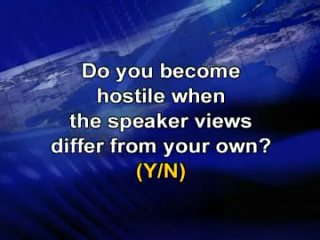 Do you become
hostile when
the speaker views
differ from your own?
(Y/N)